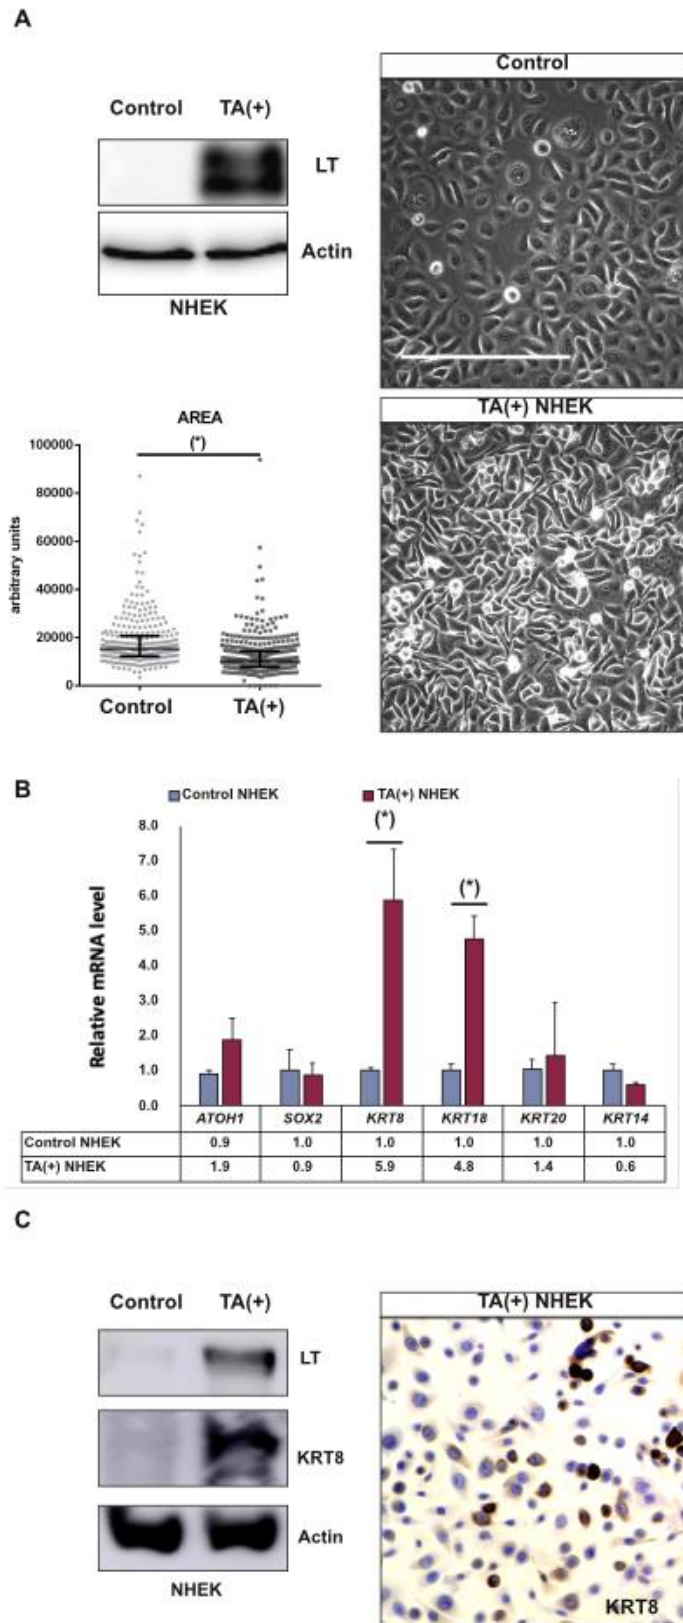 A
Control TA(+)
LT
Actin
NHEK
Control
TA(+) NHEK
AREA
(*)
100000
80000
60000
40000
20000
0
arbitrary units
Control TA(+)
B
Control NHEK TA(+) NHEK
(*)
(*)
8.0
7.0
6.0
5.0
4.0
3.0
2.0
1.0
0.0
Relative mRNA level
ATOH1 SOX2 KRT8 KRT18 KRT20 KRT14
Control NHEK 0.9 1.0 1.0 1.0 1.0 1.0
TA(+) NHEK 1.9 0.9 5.9 4.8 1.4 0.6
C
Control TA(+)
LT
KRT8
Actin
NHEK
TA(+) NHEK
KRT8